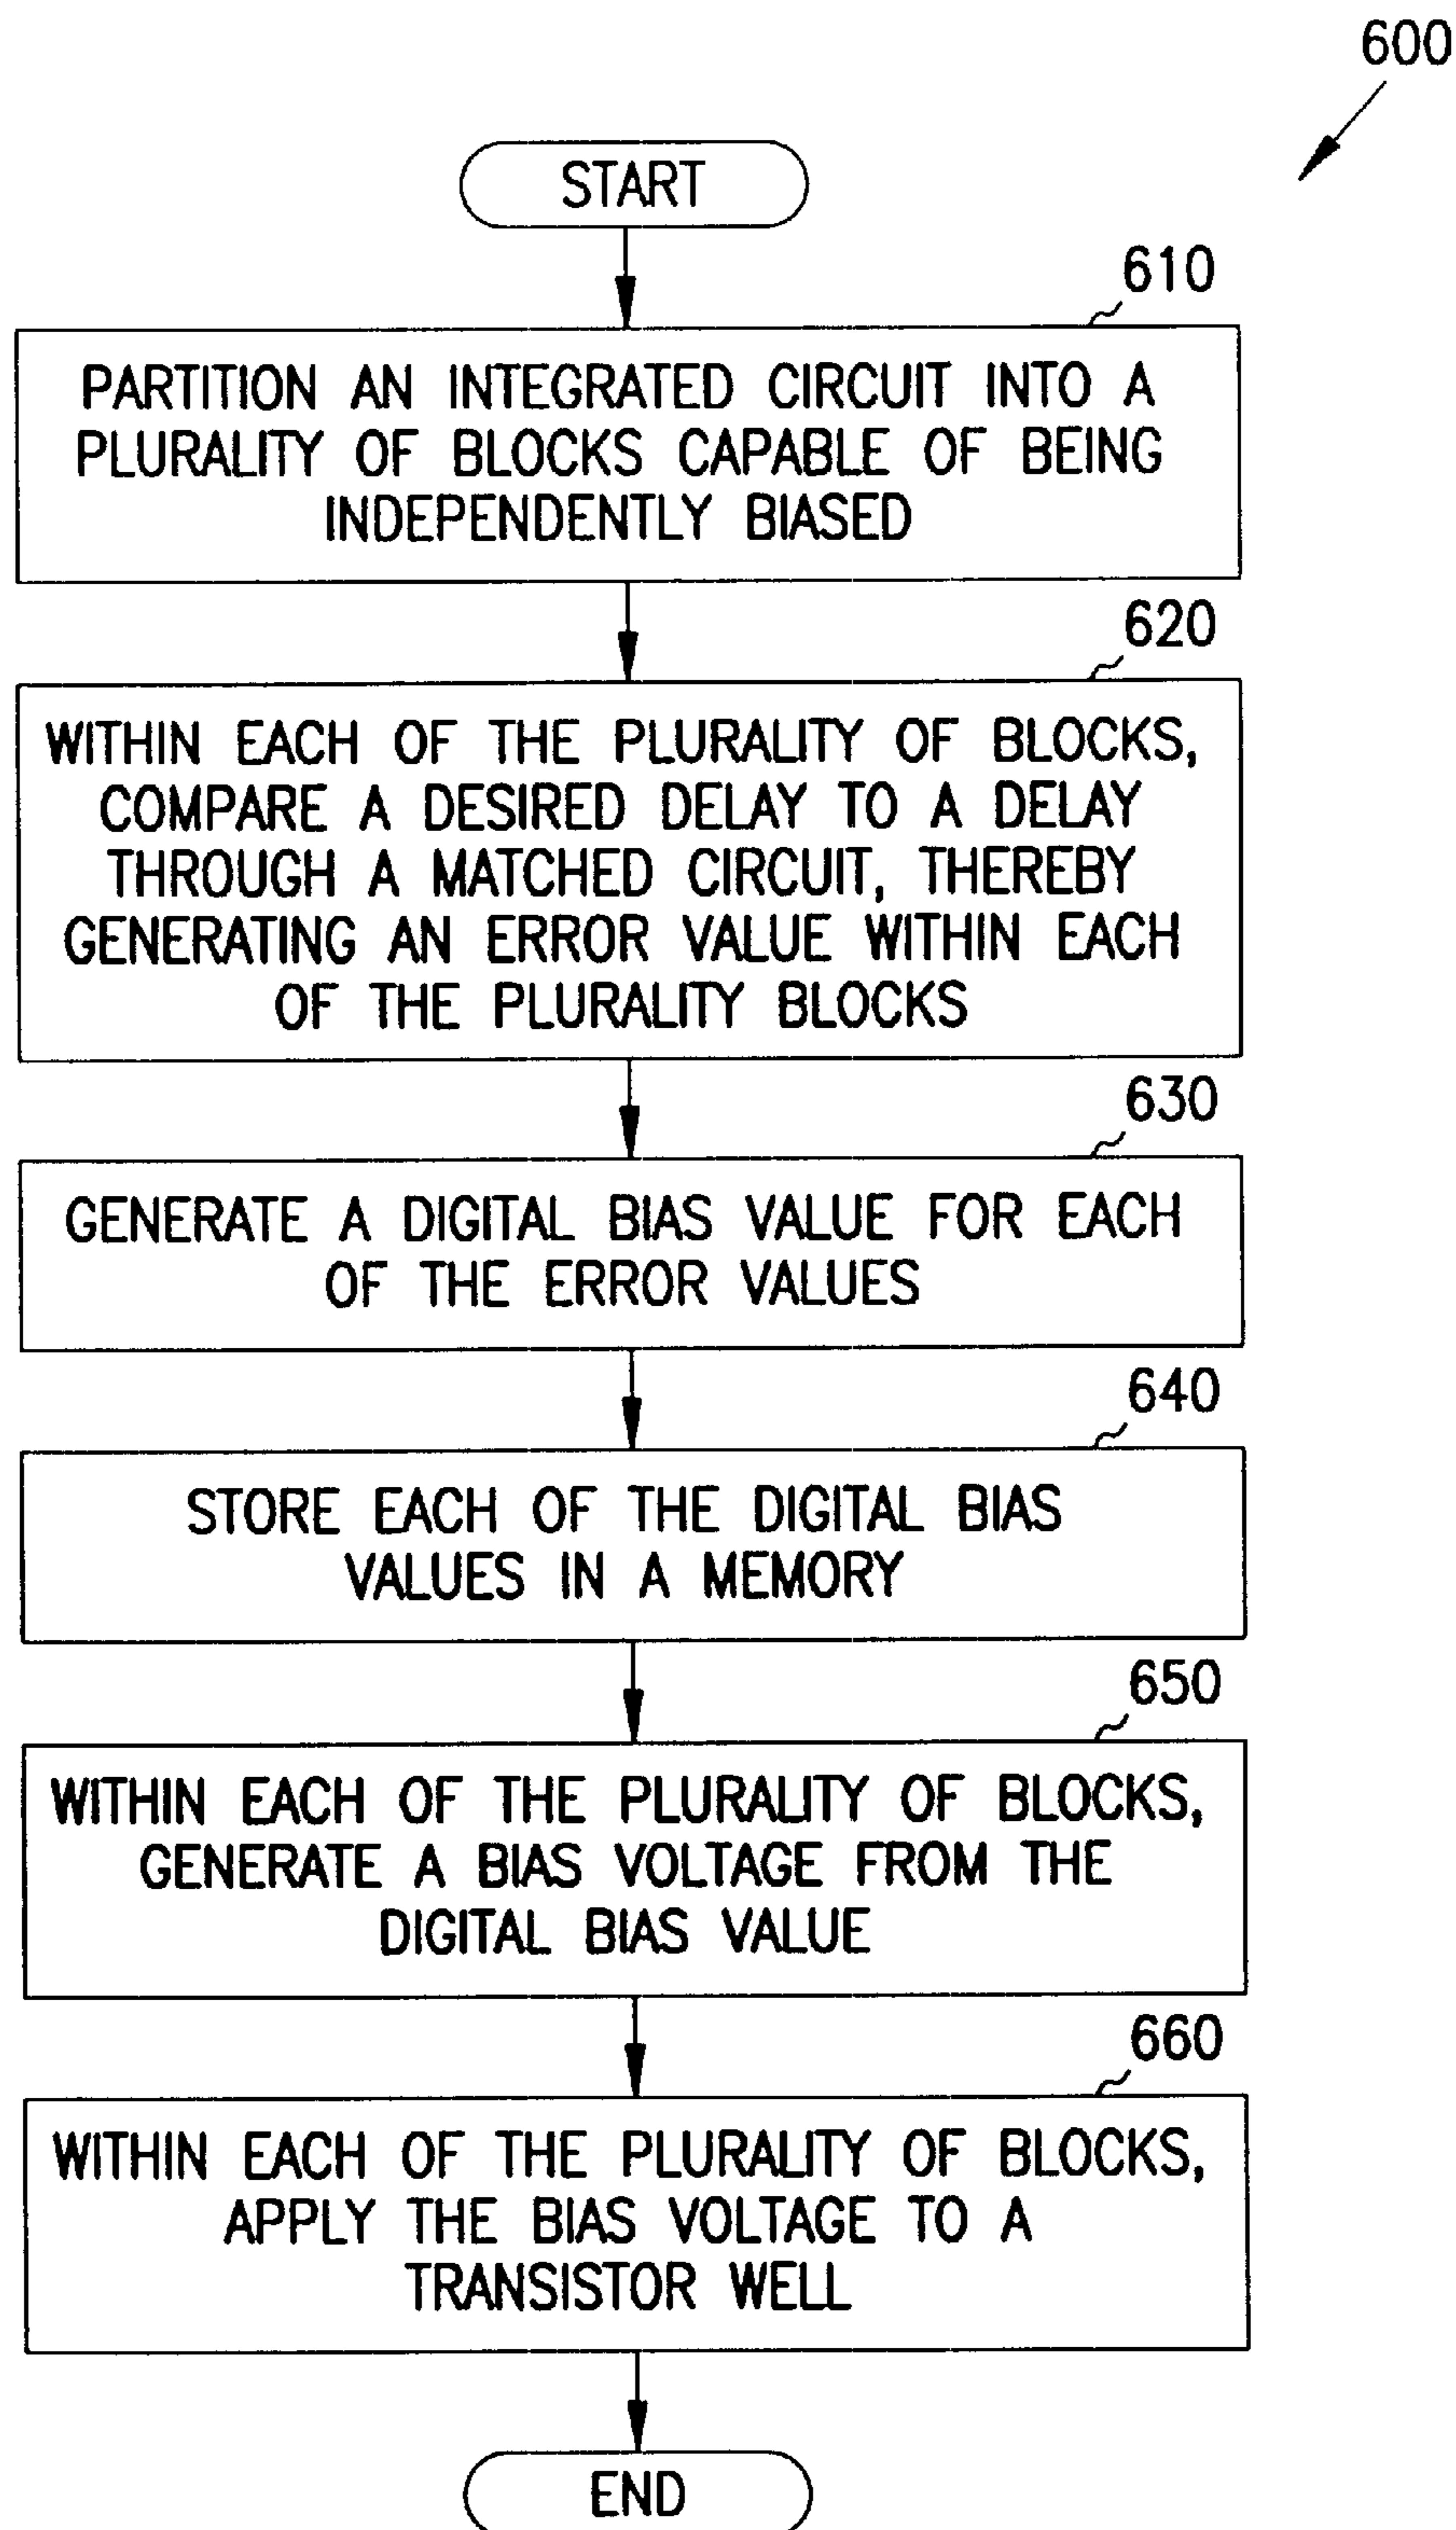 600
START
610
PARTITION AN INTEGRATED CIRCUIT INTO A
PLURALITY OF BLOCKS CAPABLE OF BEING
INDEPENDENTLY BIASED
620
WITHIN EACH OF THE PLURALITY OF BLOCKS,
COMPARE A DESIRED DELAY TO A DELAY
THROUGH A MATCHED CIRCUIT, THEREBY
GENERATING AN ERROR VALUE WITHIN EACH
OF THE PLURALITY BLOCKS
630
GENERATE A DIGITAL BIAS VALUE FOR EACH
OF THE ERROR VALUES
640
STORE EACH OF THE DIGITAL BIAS
VALUES IN A MEMORY
650
WITHIN EACH OF THE PLURALITY OF BLOCKS,
GENERATE A BIAS VOLTAGE FROM THE
DIGITAL BIAS VALUE
660
WITHIN EACH OF THE PLURALITY OF BLOCKS,
APPLY THE BIAS VOLTAGE TO A
TRANSISTOR WELL
END